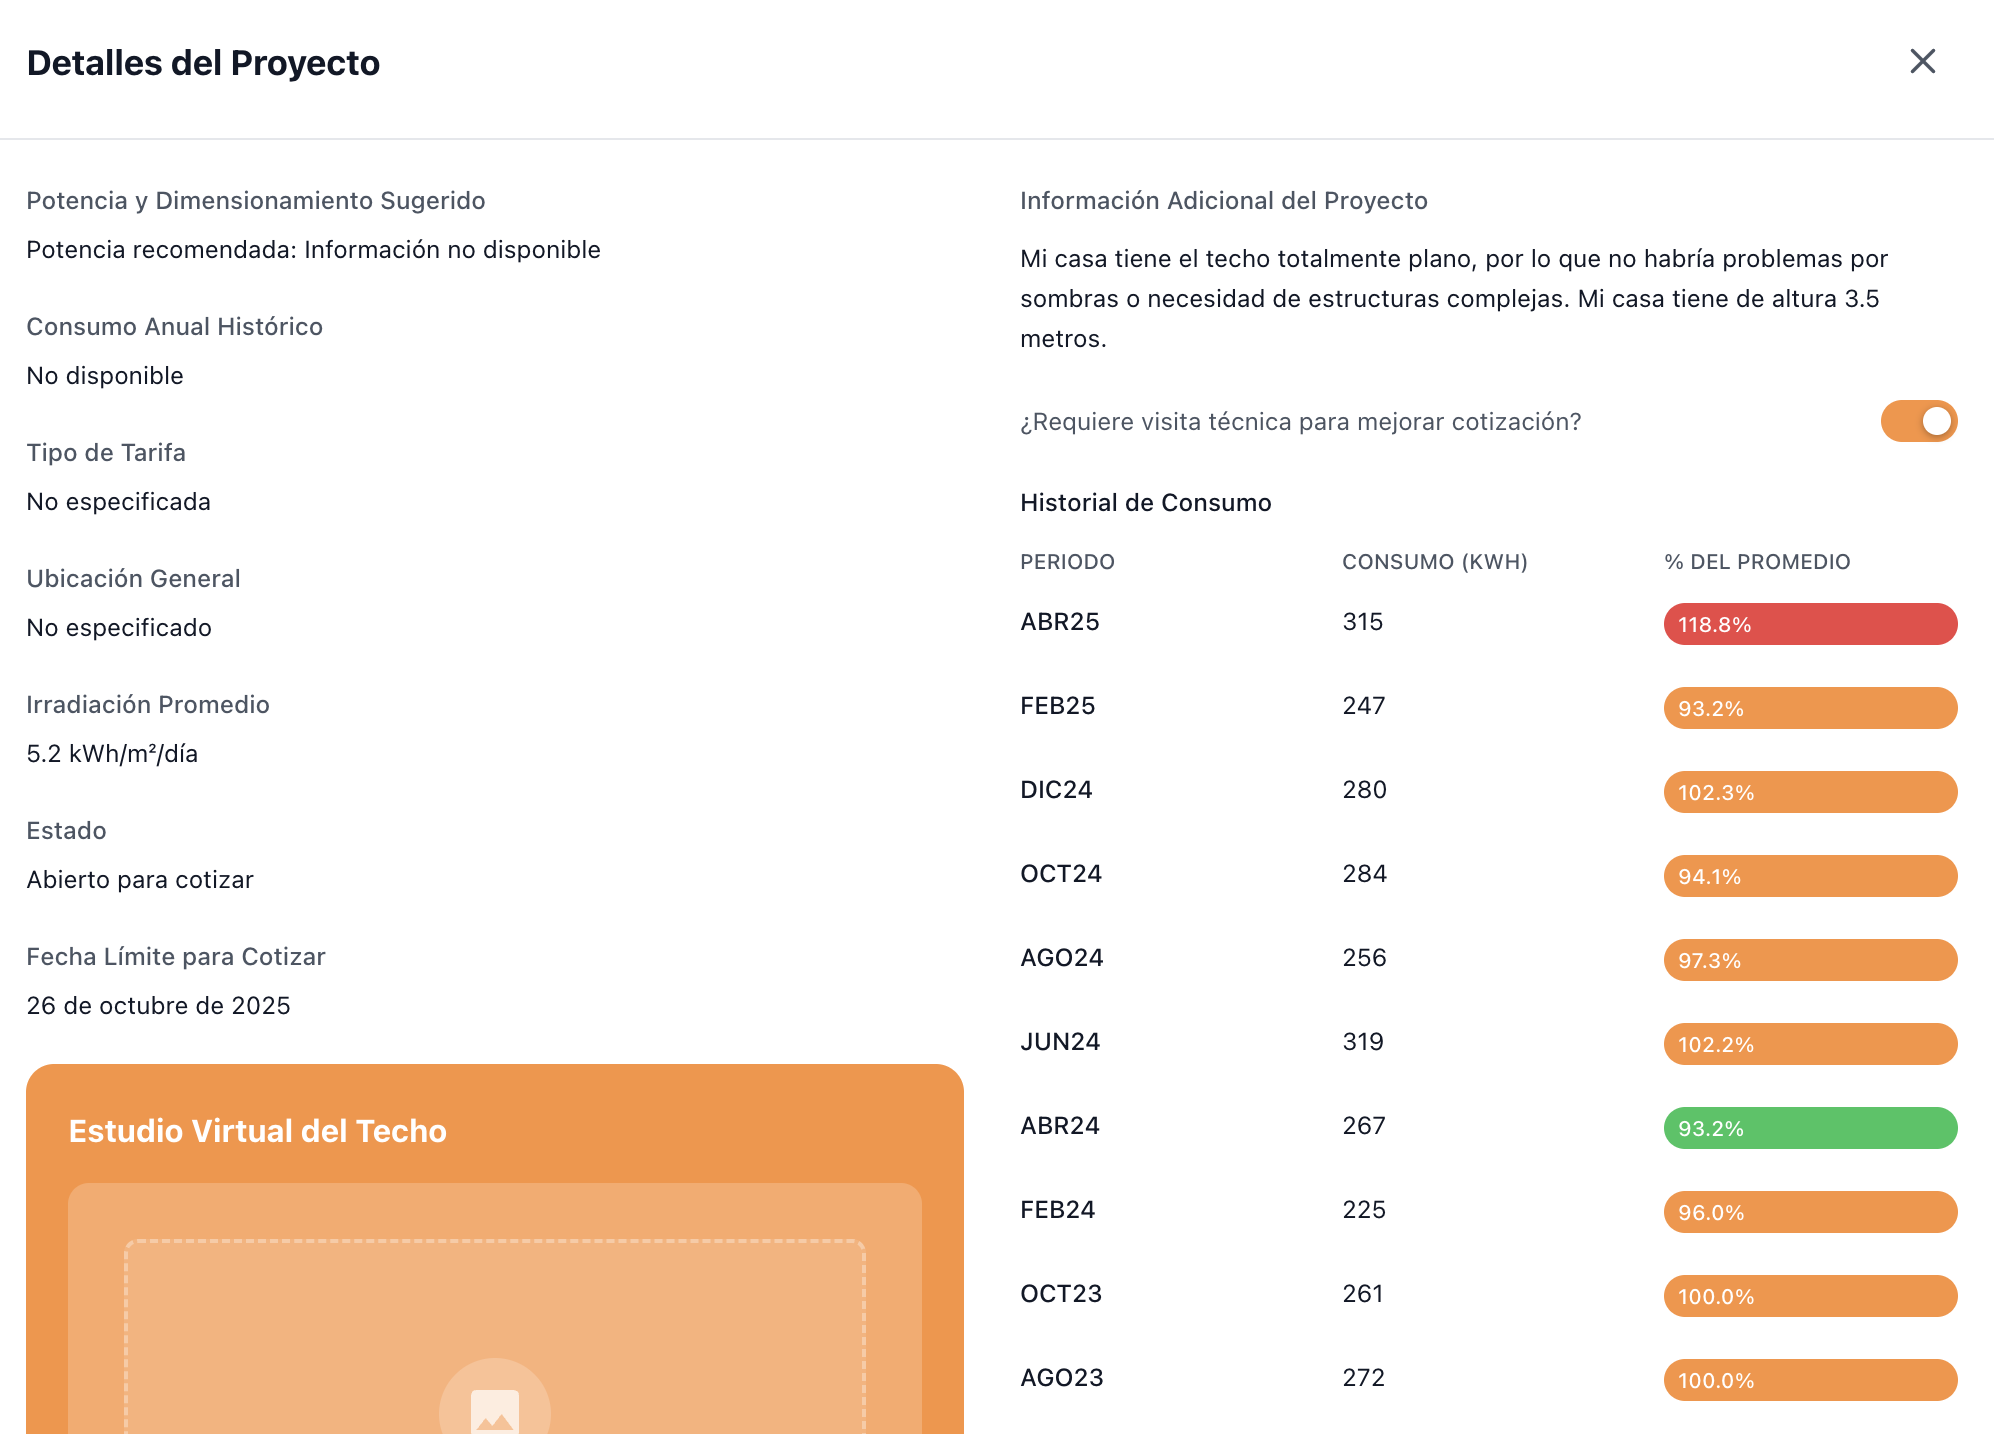 Detalles del Proyecto
Potencia y Dimensionamiento Sugerido
Potencia recomendada: Información no disponible
Consumo Anual Histórico
No disponible
Tipo de Tarifa
No especificada
Ubicación General
No especificado
Irradiación Promedio
5.2 kWh/m²/día
Estado
Abierto para cotizar
Fecha Límite para Cotizar
26 de octubre de 2025
Estudio Virtual del Techo
Información Adicional del Proyecto
Mi casa tiene el techo totalmente plano, por lo que no habría problemas por
sombras o necesidad de estructuras complejas. Mi casa tiene de altura 3.5
metros.
¿Requiere visita técnica para mejorar cotización?
Historial de Consumo
PERIODO CONSUMO (KWH) % DEL PROMEDIO
ABR25 315 118.8%
FEB25 247 93.2%
DIC24 280 102.3%
OCT24 284 94.1%
AGO24 256 97.3%
JUN24 319 102.2%
ABR24 267 93.2%
FEB24 225 96.0%
OCT23 261 100.0%
AGO23 272 100.0%